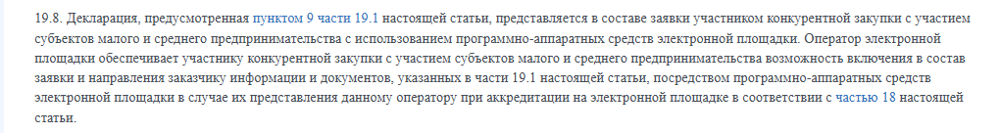 19.8. Декларация, предусмотренная пунктом 9 части 19.1 настоящей статьи, представляется в составе заявки участником конкурентной закупки с участием
субъектов малого и среднего предпринимательства с использованием программно-аппаратных средств электронной площадки. Оператор электронной
площадки обеспечивает участнику конкурентной закупки с участием субъектов малого и среднего предпринимательства возможность включения в состав
заявки и направления заказчику информации и документов, указанных в части 19.1 настоящей статьи, посредством программно-аппаратных средств
электронной площадки в случае их представления данному оператору при аккредитации на электронной площадке в соответствии с частью 18 настоящей
статьи.